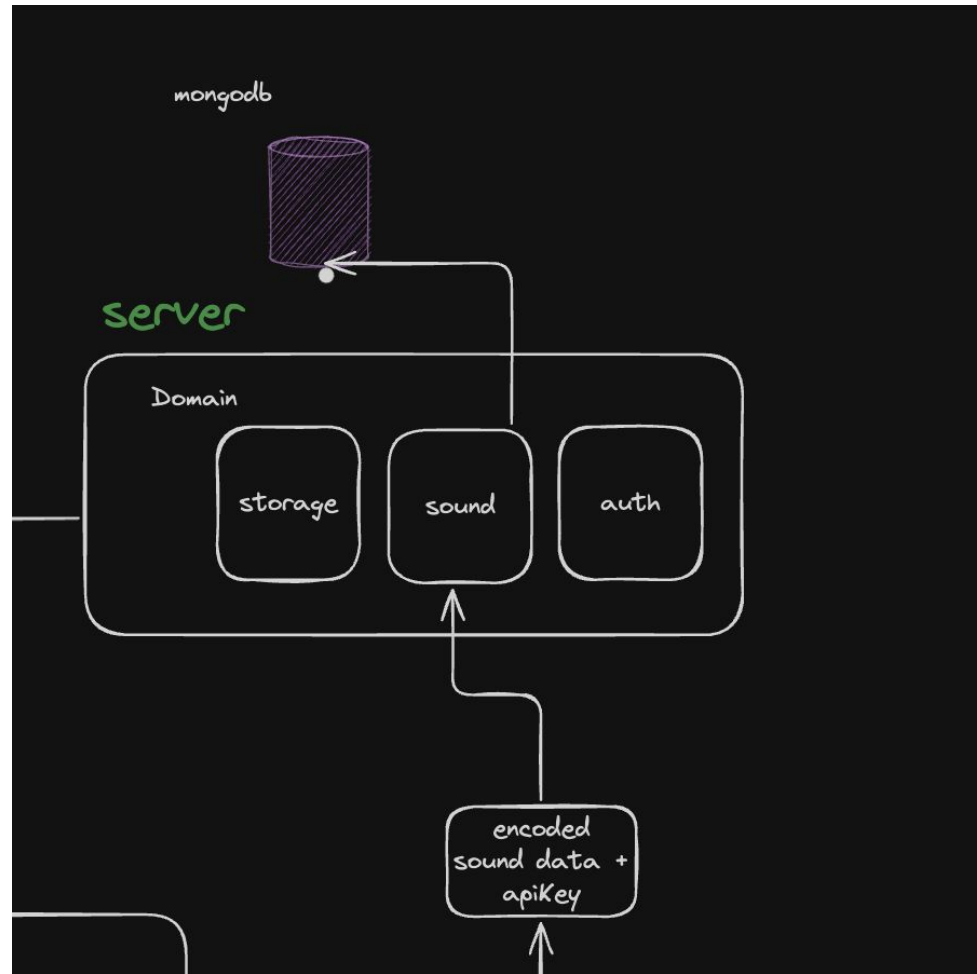 mongodb
server
Domain
storage
sound
auth
encoded
sound data +
apiKey